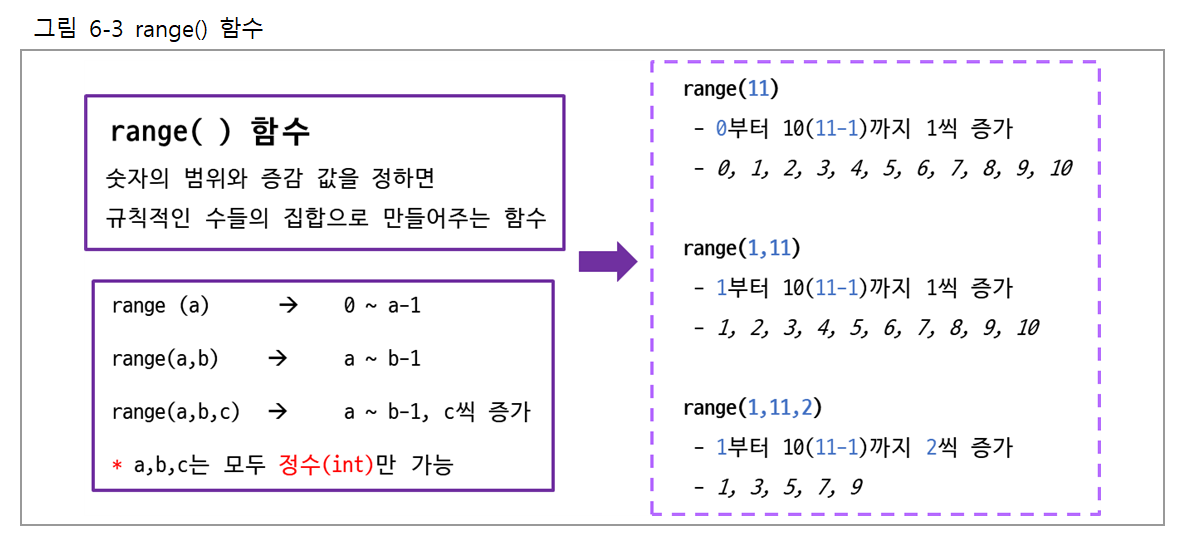 그림 6-3 range() 함수
range( ) 함수
숫자의 범위와 증감 값을 정하면
규칙적인 수들의 집합으로 만들어주는 함수
range (a) → 0 ~ a-1
range(a,b) → a ~ b-1
range(a,b,c) → a ~ b-1, c씩 증가
* a,b,c는 모두 정수(int)만 가능
range(11)
- 0부터 10(11-1)까지 1씩 증가
- 0, 1, 2, 3, 4, 5, 6, 7, 8, 9, 10
range(1,11)
- 1부터 10(11-1)까지 1씩 증가
- 1, 2, 3, 4, 5, 6, 7, 8, 9, 10
range(1,11,2)
- 1부터 10(11-1)까지 2씩 증가
- 1, 3, 5, 7, 9